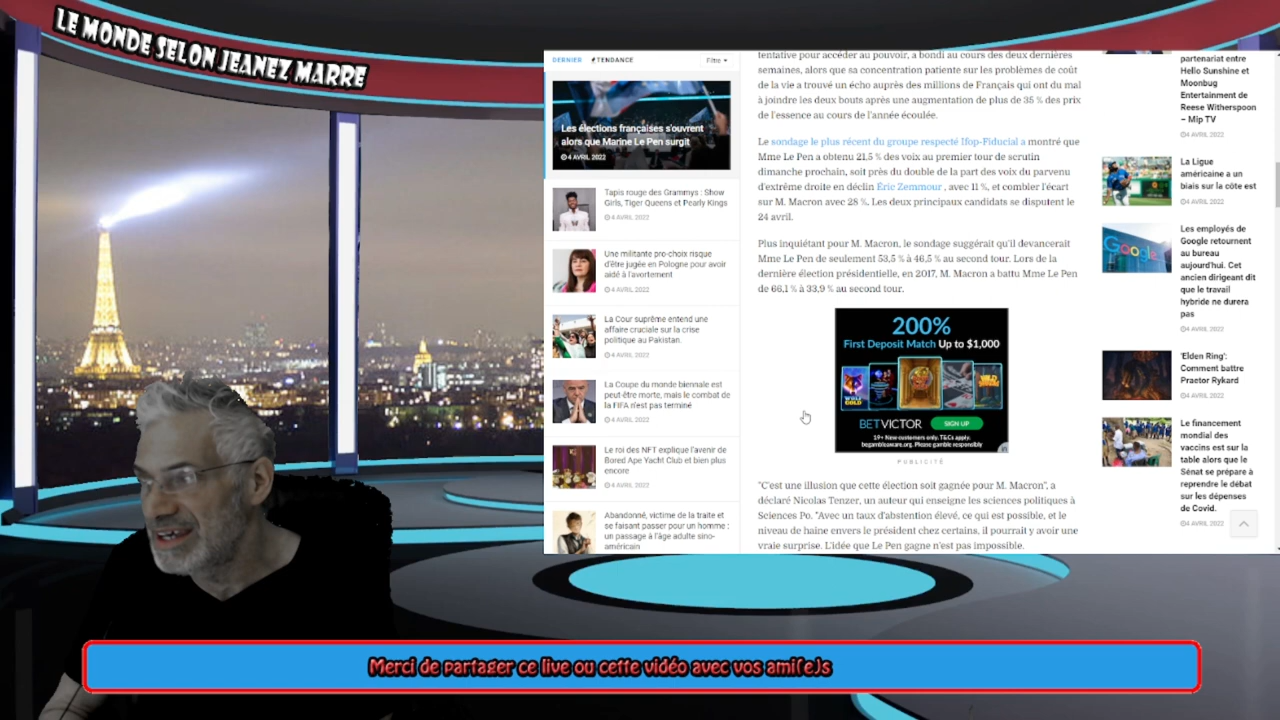 LE MONDE SELON JEANEZ MARRE
DERNIER
TENDANCE
Filtre
Les élections françaises s'ouvrent
alors que Marine Le Pen surgit
4 AVRIL 2022
Tapis rouge des Grammys : Show
Girls, Tiger Queens et Pearly Kings
4 AVRIL 2022
Une militante pro-choix risque
d'être jugée en Pologne pour avoir
aidé à l'avortement
4 AVRIL 2022
La Cour suprême entend une
affaire cruciale sur la crise
politique au Pakistan.
4 AVRIL 2022
La Coupe du monde biennale est
peut-être morte, mais le combat de
la FIFA n'est pas terminé
4 AVRIL 2022
Le roi des NFT explique l'avenir de
Bored Ape Yacht Club et bien plus
encore
4 AVRIL 2022
Abandonné, victime de la traite et
se faisant passer pour un homme :
un passage à l'âge adulte sino-
américain
tentative pour accéder au pouvoir, a bondi au cours des deux dernières
semaines, alors que sa concentration patiente sur les problèmes de coût
de la vie a trouvé un écho auprès des millions de Français qui ont du mal
à joindre les deux bouts après une augmentation de plus de 35 % des prix
de l'essence au cours de l'année écoulée.
Le sondage le plus récent du groupe respecté Ifop-Fiducial a montré que
Mme Le Pen a obtenu 21,5 % des voix au premier tour de scrutin
dimanche prochain, soit près du double de la part des voix du parvenu
d'extrême droite en déclin Éric Zemmour , avec 11 %, et combler l'écart
sur M. Macron avec 28 %. Les deux principaux candidats se disputent le
24 avril.
Plus inquiétant pour M. Macron, le sondage suggérait qu'il devancerait
Mme Le Pen de seulement 53,5 % à 46,5 % au second tour. Lors de la
dernière élection présidentielle, en 2017, M. Macron a battu Mme Le Pen
de 66,1 % à 33,9 % au second tour.
200%
First Deposit Match Up to $1,000
WOLF GOLD
BETVICTOR
SIGN UP
19+ New customers only. T&Cs apply.
begambleaware.org. Please gamble responsibly
PUBLICITÉ
"C'est une illusion que cette élection soit gagnée pour M. Macron", a
déclaré Nicolas Tenzer, un auteur qui enseigne les sciences politiques à
Sciences Po. "Avec un taux d'abstention élevé, ce qui est possible, et le
niveau de haine envers le président chez certains, il pourrait y avoir une
vraie surprise. L'idée que Le Pen gagne n'est pas impossible.
partenariat entre
Hello Sunshine et
Moonbug
Entertainment de
Reese Witherspoon
– Mip TV
4 AVRIL 2022
La Ligue
américaine a un
biais sur la côte est
4 AVRIL 2022
Google
Les employés de
Google retournent
au bureau
aujourd'hui. Cet
ancien dirigeant dit
que le travail
hybride ne durera
pas
4 AVRIL 2022
'Elden Ring':
Comment battre
Praetor Rykard
4 AVRIL 2022
Le financement
mondial des
vaccins est sur la
table alors que le
Sénat se prépare à
reprendre le débat
sur les dépenses
de Covid.
4 AVRIL 2022
Merci de partager ce live ou cette vidéo avec vos ami(e)s